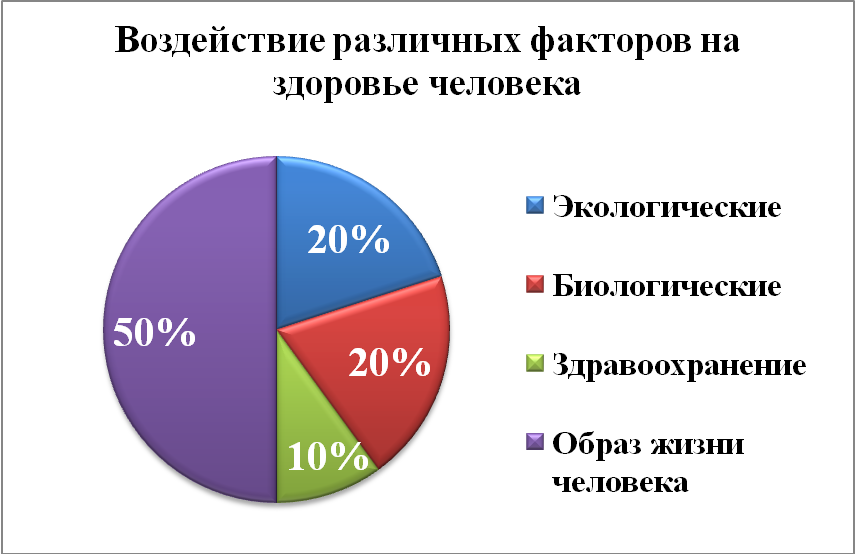 Воздействие различных факторов на
здоровье человека
20%
20%
10%
50%
Экологические
Биологические
Здравоохранение
Образ жизни
человека